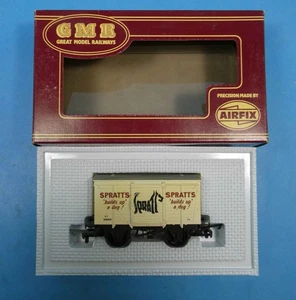 GMR
GREAT MODEL RAILWAYS
PRECISION MADE BY
AIRFIX
SPRATTS
"builds up"
a dog!
SPRATT'S
SPRATTS
"builds up"
a dog!